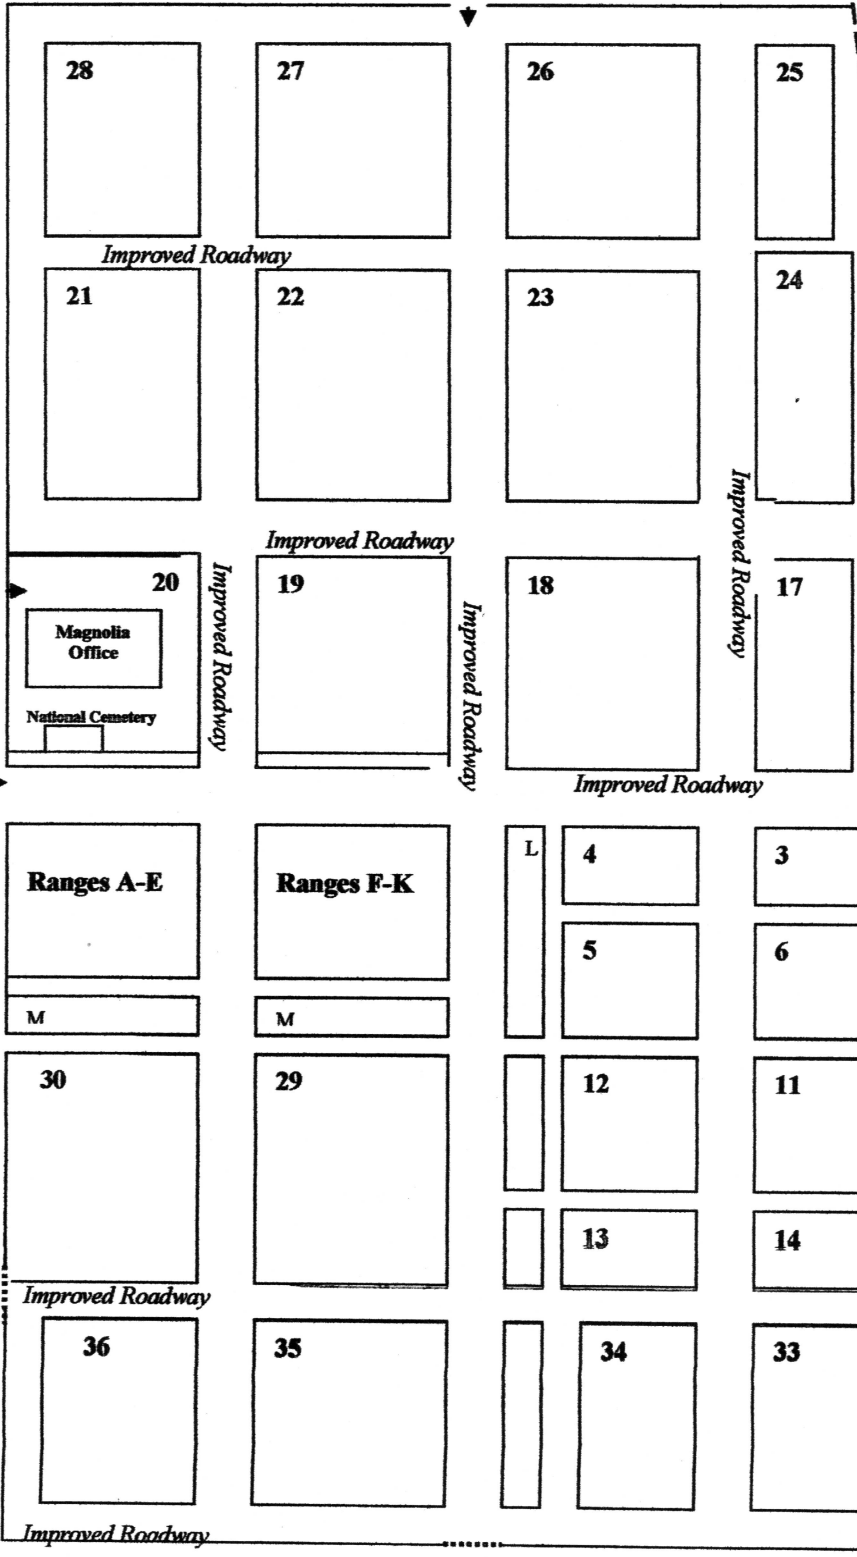 28
27
26
25
Improved Roadway
21
22
23
24
Improved Roadway
Improved Roadway
20
Magnolia
Office
National Cemetery
Improved Roadway
19
Improved Roadway
18
17
Improved Roadway
Ranges A-E
Ranges F-K
L
4
3
5
6
M
M
30
29
12
11
13
14
Improved Roadway
36
35
34
33
Improved Roadway